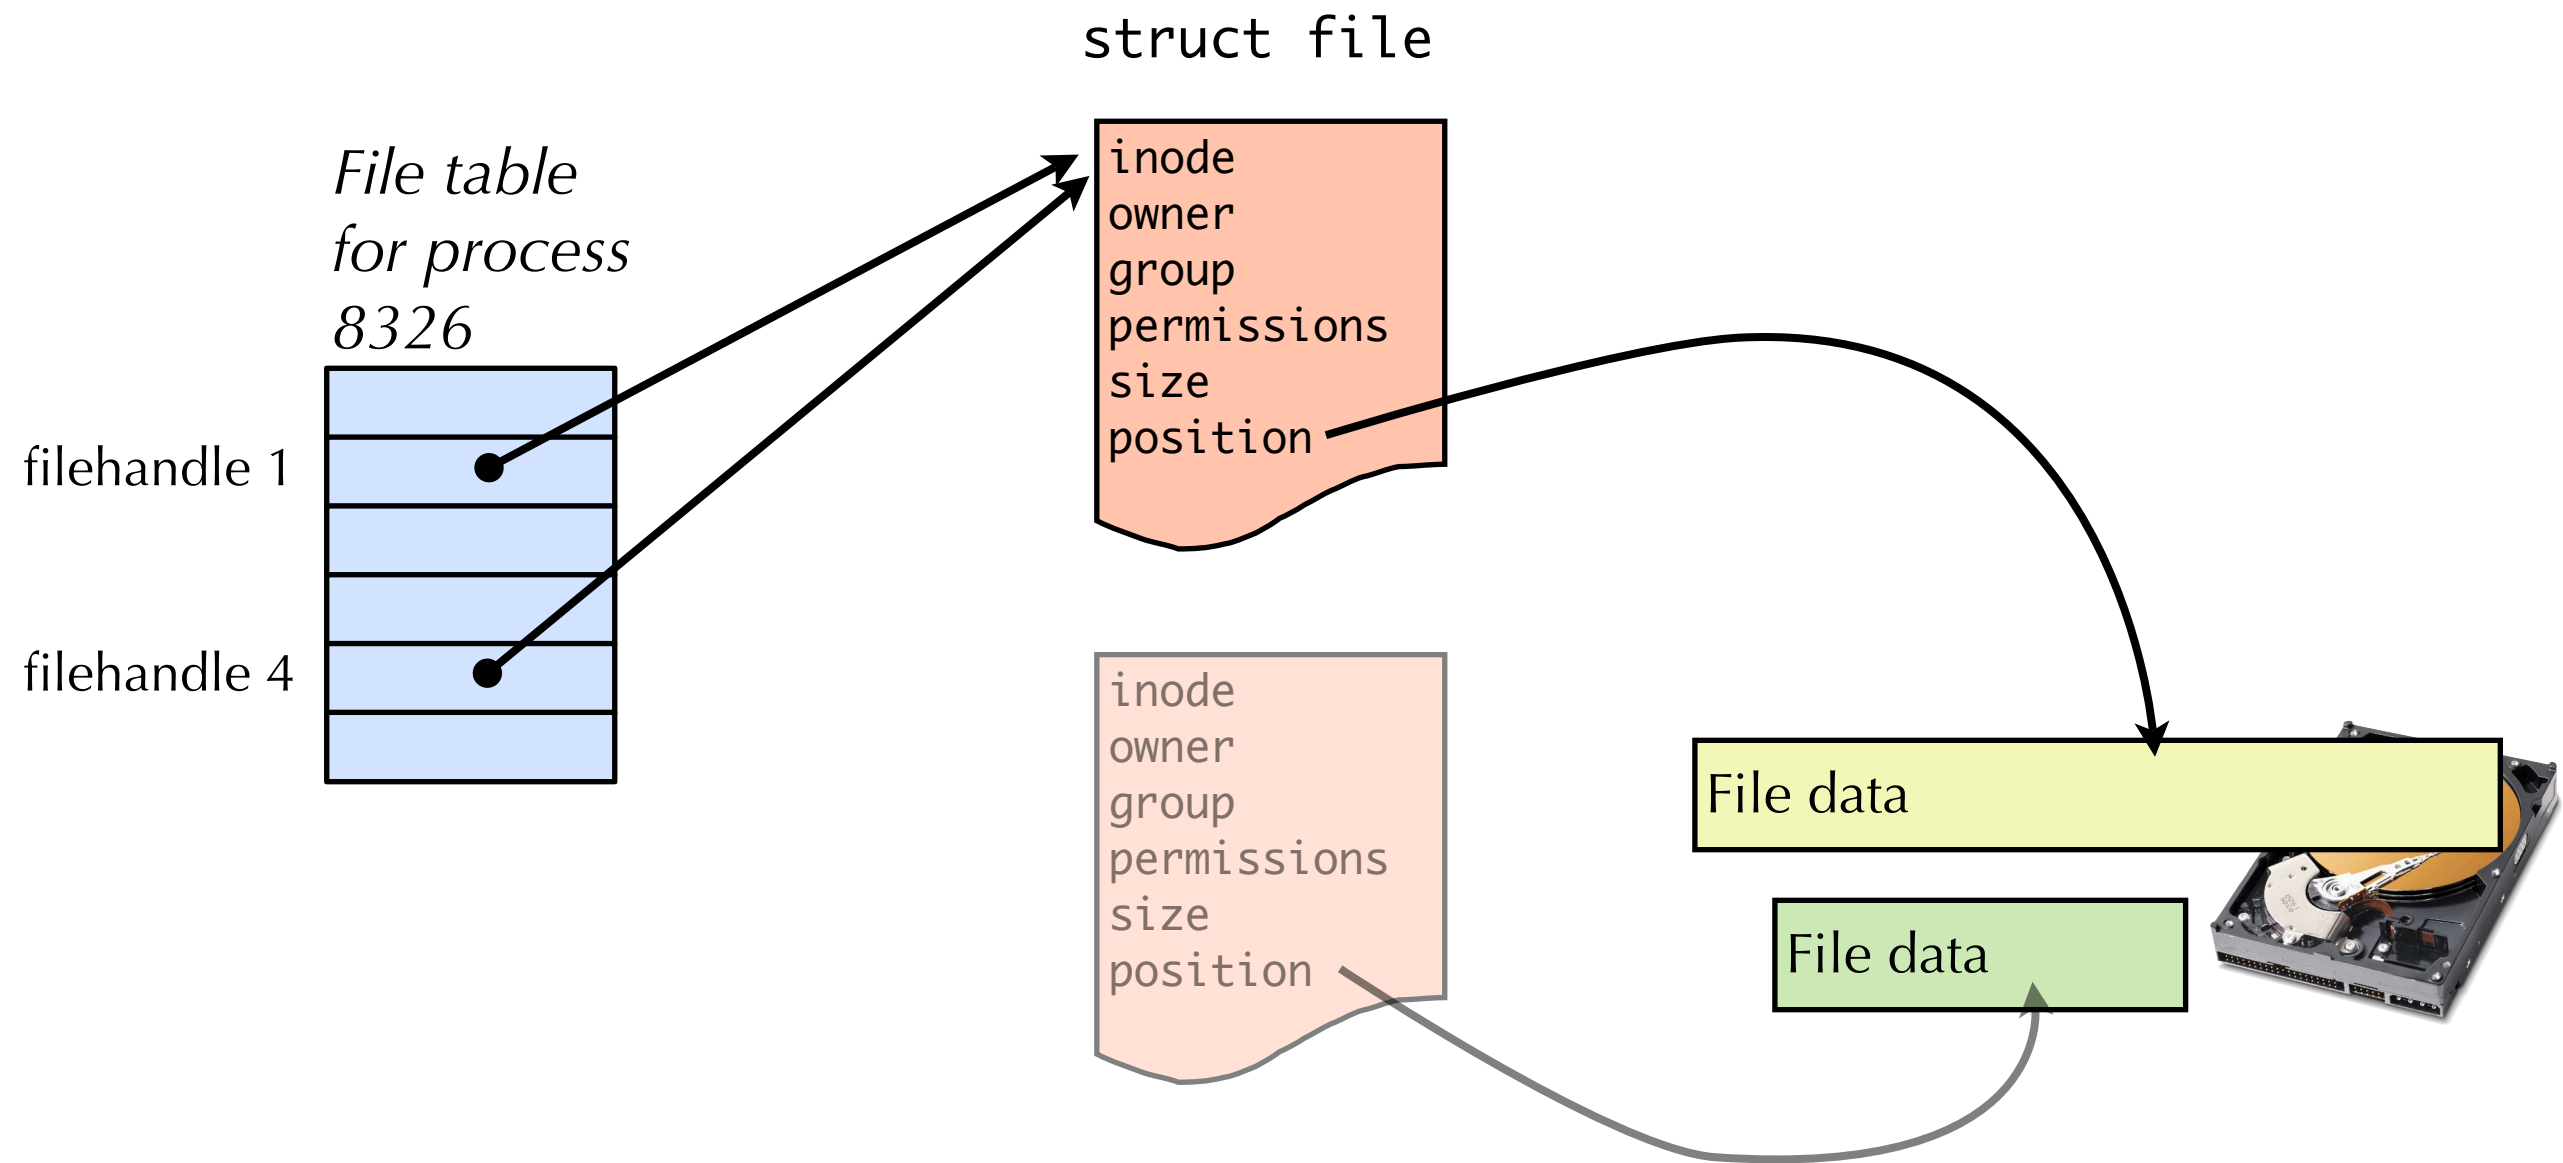 struct file
File table
for process
8326
filehandle 1
filehandle 4
inode
owner
group
permissions
size
position
inode
owner
group
permissions
size
position
File data
File data